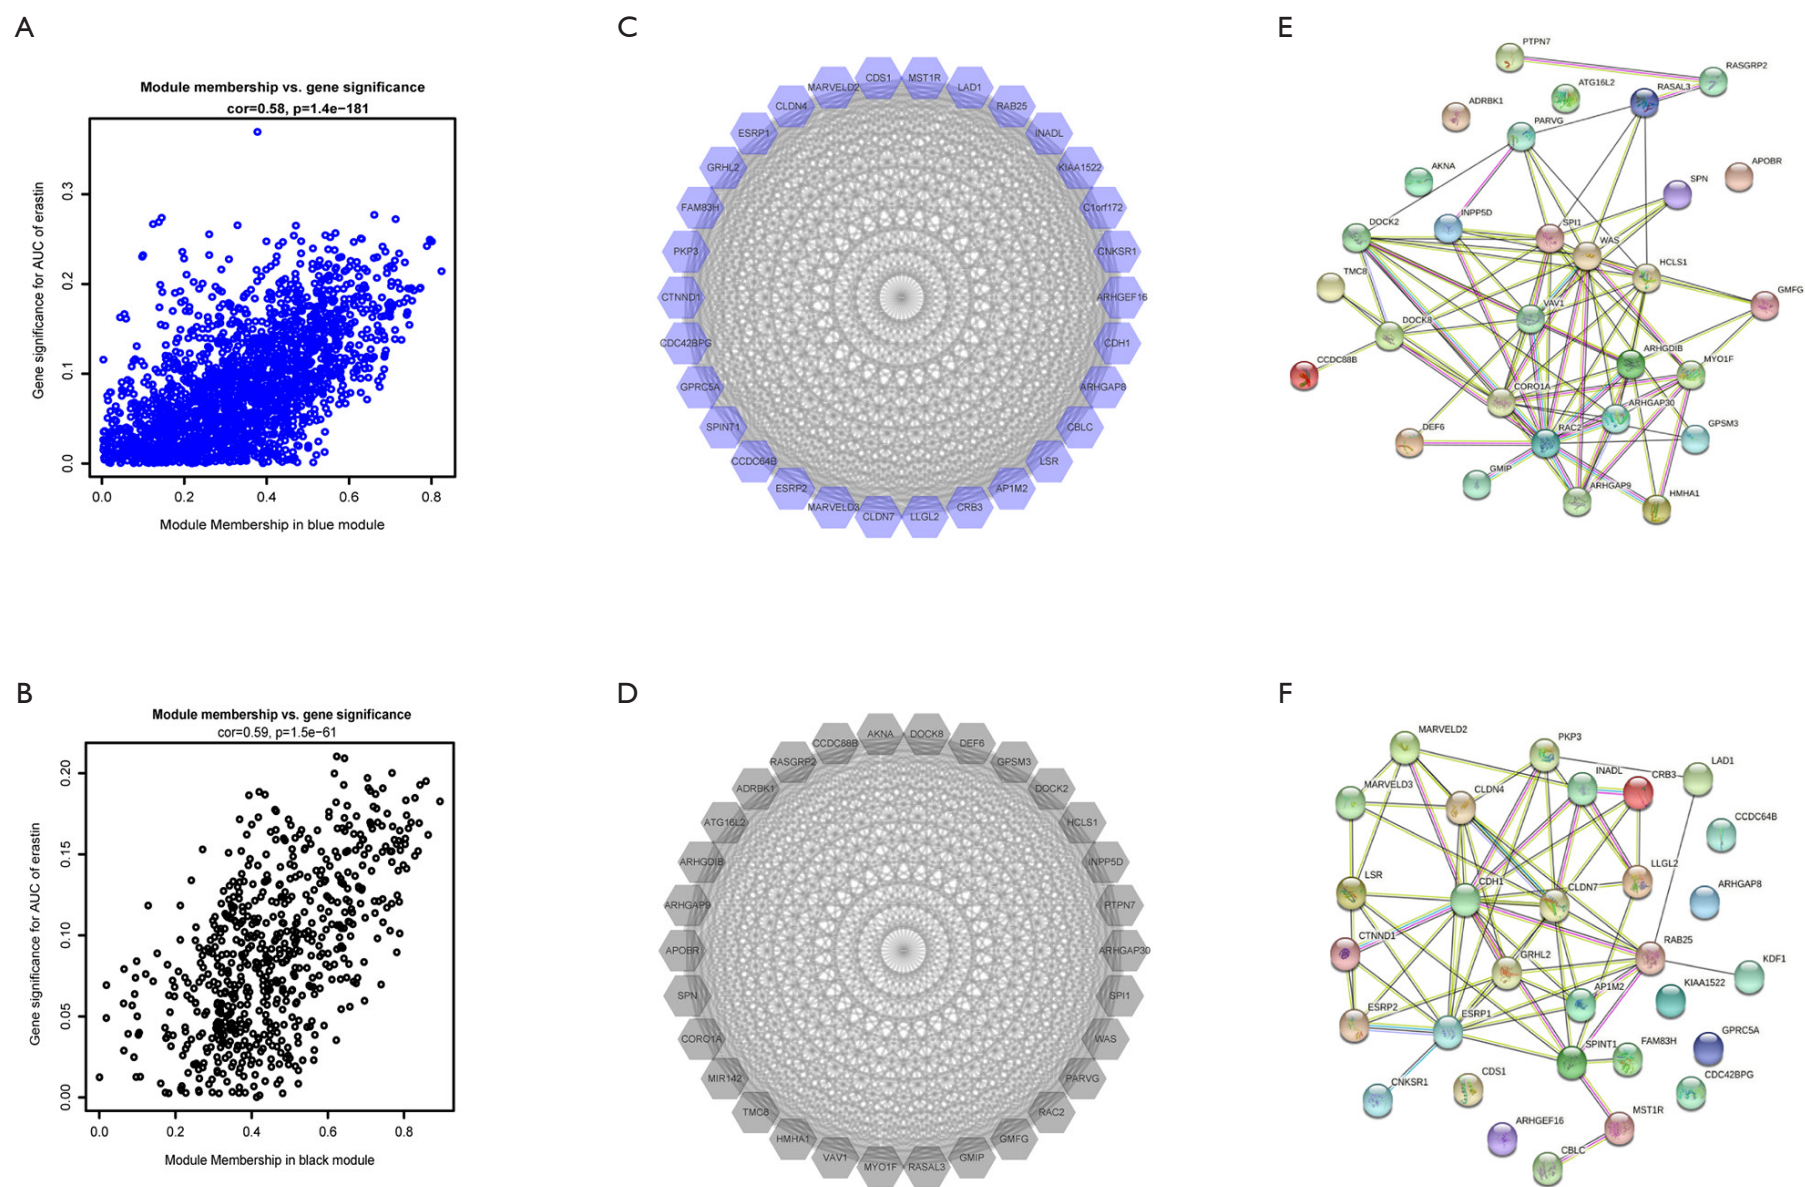 A
Module membership vs. gene significance
cor=0.58, p=1.4e−181
Gene significance for AUC of erastin
0.3
0.2
0.1
0.0
0.0 0.2 0.4 0.6 0.8
Module Membership in blue module
B
Module membership vs. gene significance
cor=0.59, p=1.5e−61
Gene significance for AUC of erastin
0.20
0.15
0.10
0.05
0.00
0.0 0.2 0.4 0.6 0.8
Module Membership in black module
C
CDS1
MST1R
LAD1
RAB25
INADL
KIAA1522
C1orf172
CNKSR1
ARHGEF16
CDH1
ARHGAP8
CBLC
LSR
AP1M2
CRB3
LLGL2
CLDN7
MARVELD3
ESRP2
CCDC64B
SPINT1
GPRC5A
CDC42BPG
CTNND1
PKP3
FAM83H
GRHL2
ESRP1
CLDN4
MARVELD2
D
AKNA
DOCK8
DEF6
GPSM3
DOCK2
HCLS1
INPP5D
PTPN7
ARHGAP30
SPI1
WAS
PARVG
RAC2
GMFG
GMIP
RASAL3
MYO1F
VAV1
HMHA1
TMC8
MIR142
CORO1A
SPN
APOBR
ARHGAP9
ARHGDIB
ATG16L2
ADRBK1
RASGRP2
CCDC88B
E
PTPN7
RASGRP2
ATG16L2
RASAL3
ADRBK1
PARVG
APOBR
AKNA
SPN
DOCK2
INPP5D
SPI1
WAS
HCLS1
TMC8
GMFG
VAV1
DOCK8
ARHGDIB
MYO1F
CCDC88B
CORO1A
ARHGAP30
DEF6
RAC2
GPSM3
GMIP
ARHGAP9
HMHA1
F
MARVELD2
PKP3
LAD1
INADL
CRB3
MARVELD3
CLDN4
CCDC64B
LLGL2
LSR
CDH1
CLDN7
ARHGAP8
CTNND1
RAB25
GRHL2
KDF1
AP1M2
KIAA1522
ESRP2
ESRP1
SPINT1
FAM83H
GPRC5A
CNKSR1
CDS1
CDC42BPG
MST1R
ARHGEF16
CBLC